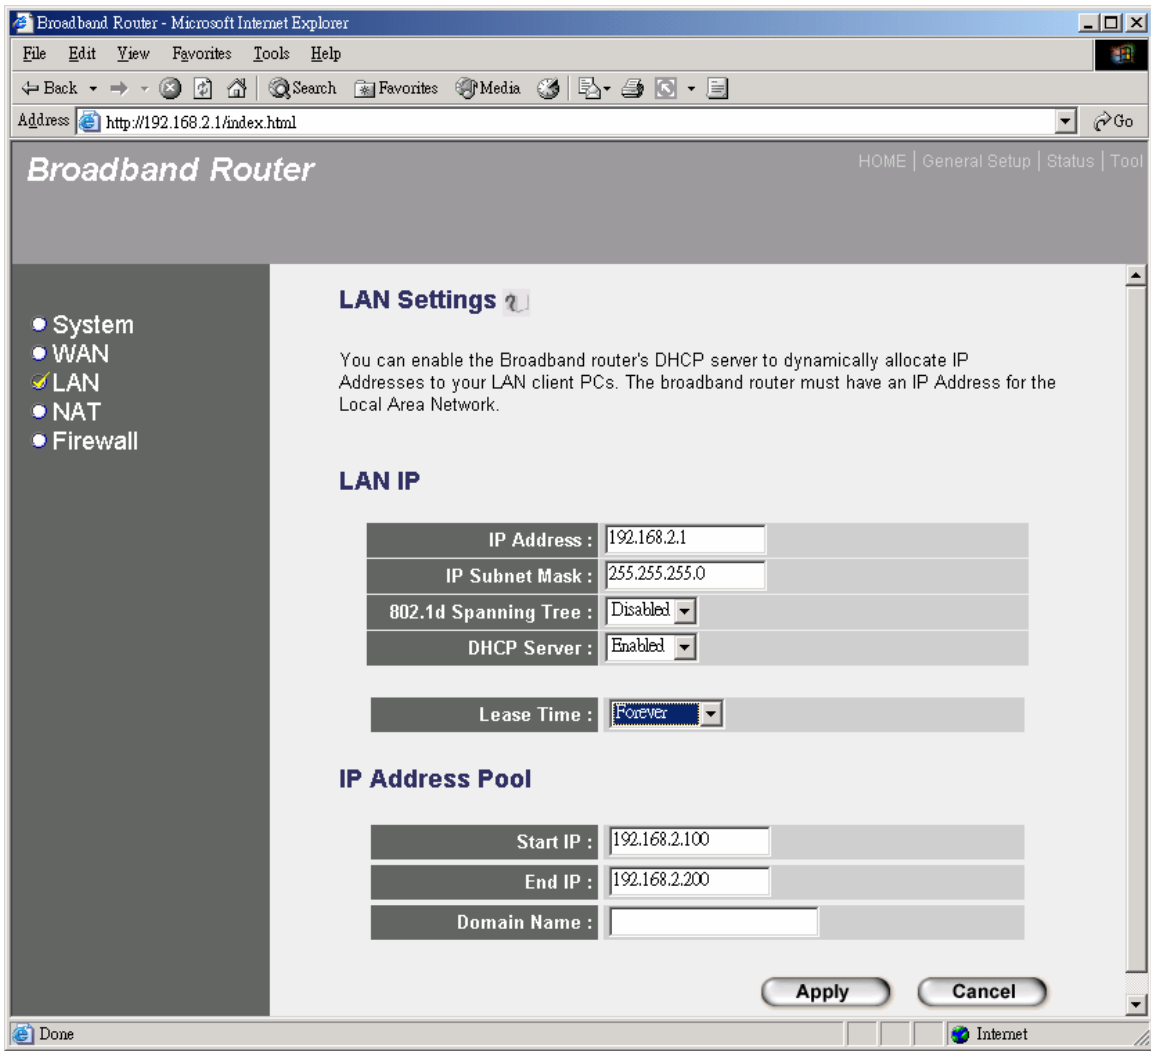 Broadband Router - Microsoft Internet Explorer
File Edit View Favorites Tools Help
Back Search Favorites Media
Address http://192.168.2.1/index.html Go
Broadband Router
HOME | General Setup | Status | Tool
System
WAN
LAN
NAT
Firewall
LAN Settings
You can enable the Broadband router's DHCP server to dynamically allocate IP
Addresses to your LAN client PCs. The broadband router must have an IP Address for the
Local Area Network.
LAN IP
IP Address : 192.168.2.1
IP Subnet Mask : 255.255.255.0
802.1d Spanning Tree : Disabled
DHCP Server : Enabled
Lease Time : Forever
IP Address Pool
Start IP : 192.168.2.100
End IP : 192.168.2.200
Domain Name :
Apply Cancel
Done Internet